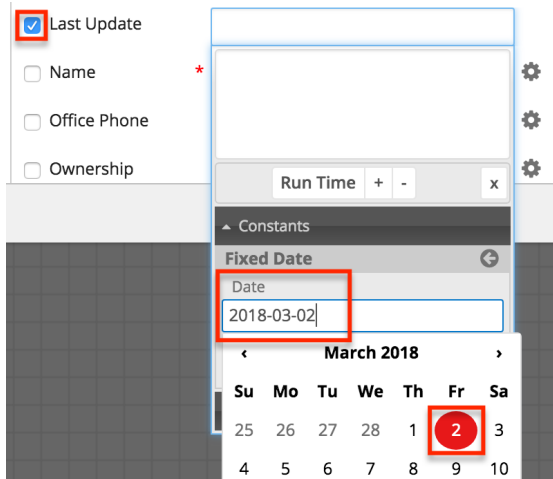 Last Update
Name *
Office Phone
Ownership
Run Time + - x
Constants
Fixed Date
Date
2018-03-02
‹ March 2018 ›
Su Mo Tu We Th Fr Sa
25 26 27 28 1 2 3
4 5 6 7 8 9 10